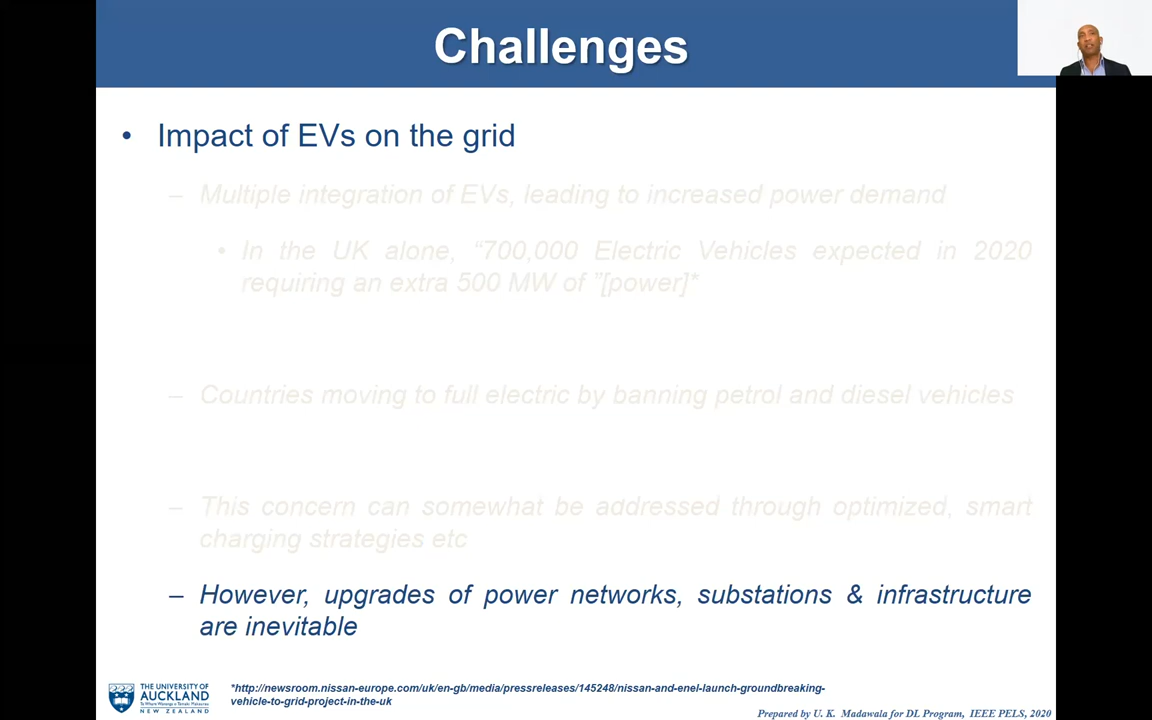 Challenges
• Impact of EVs on the grid
– Multiple integration of EVs, leading to increased power demand
• In the UK alone, “700,000 Electric Vehicles expected in 2020
requiring an extra 500 MW of ”[power]*
– Countries moving to full electric by banning petrol and diesel vehicles
– This concern can somewhat be addressed through optimized, smart
charging strategies etc
– However, upgrades of power networks, substations & infrastructure
are inevitable
THE UNIVERSITY OF
AUCKLAND
NEW ZEALAND
*http://newsroom.nissan-europe.com/uk/en-gb/media/pressreleases/145248/nissan-and-enel-launch-groundbreaking-
vehicle-to-grid-project-in-the-uk
Prepared by U. K. Madawala for DL Program, IEEE PELS, 2020